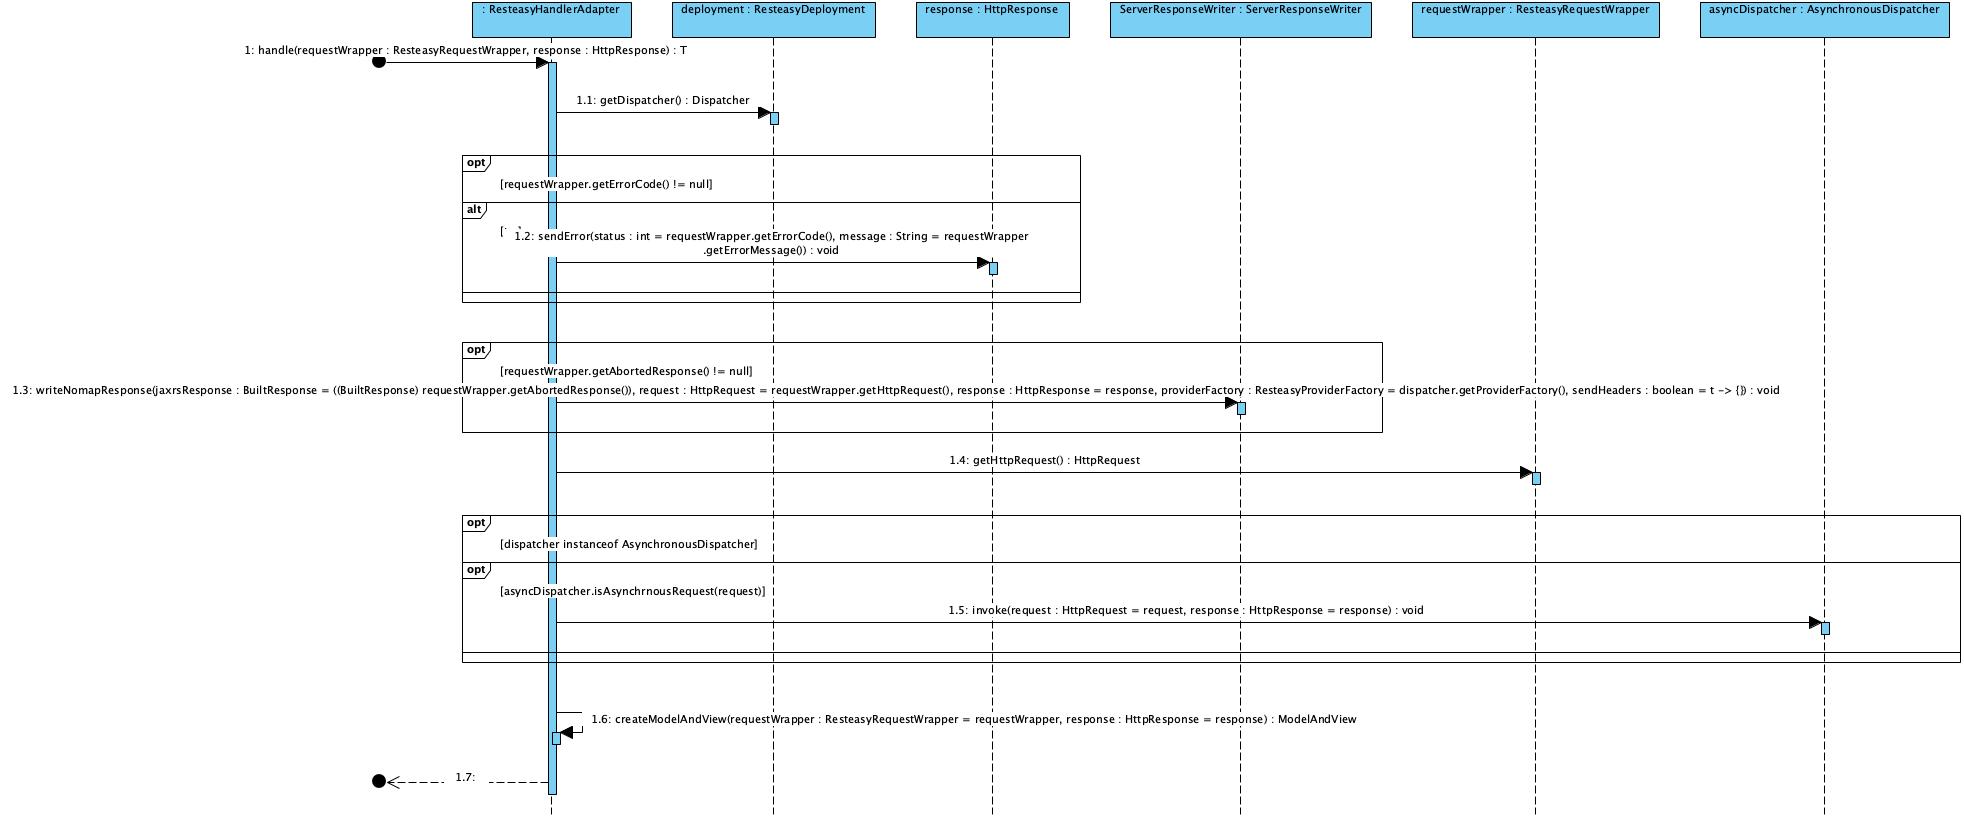 : ResteasyHandlerAdapter
deployment : ResteasyDeployment
response : HttpResponse
ServerResponseWriter : ServerResponseWriter
requestWrapper : ResteasyRequestWrapper
asyncDispatcher : AsynchronousDispatcher
1: handle(requestWrapper : ResteasyRequestWrapper, response : HttpResponse) : T
1.1: getDispatcher() : Dispatcher
opt
[requestWrapper.getErrorCode() != null]
alt
1.2: sendError(status : int = requestWrapper.getErrorCode(), message : String = requestWrapper
.getErrorMessage()) : void
opt
[requestWrapper.getAbortedResponse() != null]
1.3: writeNomapResponse(jaxrsResponse : BuiltResponse = ((BuiltResponse) requestWrapper.getAbortedResponse()), request : HttpRequest = requestWrapper.getHttpRequest(), response : HttpResponse = response, providerFactory : ResteasyProviderFactory = dispatcher.getProviderFactory(), sendHeaders : boolean = t -> {}) : void
1.4: getHttpRequest() : HttpRequest
opt
[dispatcher instanceof AsynchronousDispatcher]
opt
[asyncDispatcher.isAsynchrnousRequest(request)]
1.5: invoke(request : HttpRequest = request, response : HttpResponse = response) : void
1.6: createModelAndView(requestWrapper : ResteasyRequestWrapper = requestWrapper, response : HttpResponse = response) : ModelAndView
1.7: